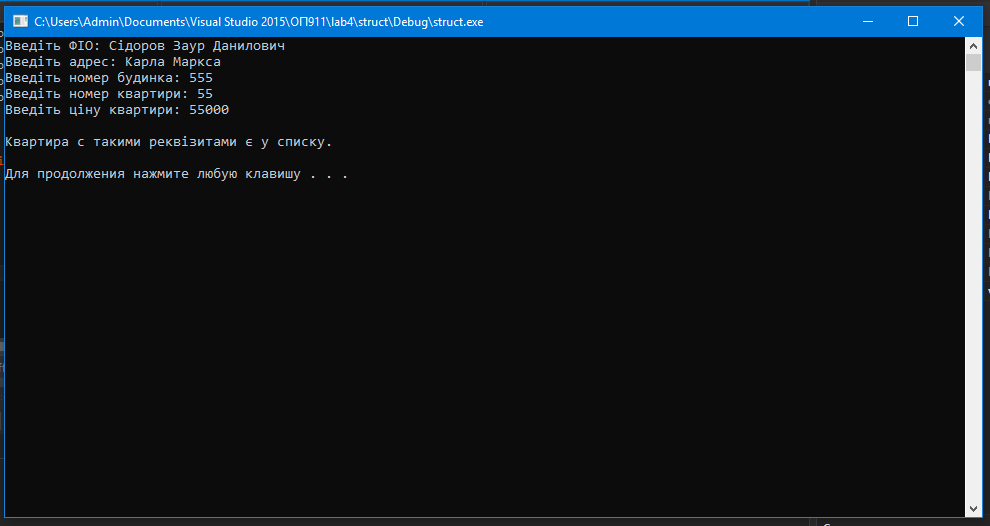 C:\Users\Admin\Documents\Visual Studio 2015\ОП911\lab4\struct\Debug\struct.exe
Введіть ФІО: Сідоров Заур Данилович
Введіть адрес: Карла Маркса
Введіть номер будинка: 555
Введіть номер квартири: 55
Введіть ціну квартири: 55000
Квартира с такими реквізитами є у списку.
Для продолжения нажмите любую клавишу . . .